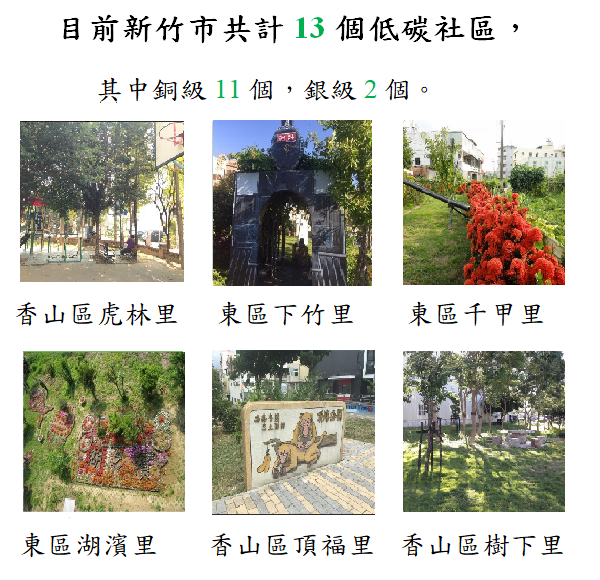 目前新竹市共計 13 個低碳社區，
其中銅級 11 個，銀級 2 個。
香山區虎林里
東區下竹里
東區千甲里
東區湖濱里
香山區頂福里
香山區樹下里